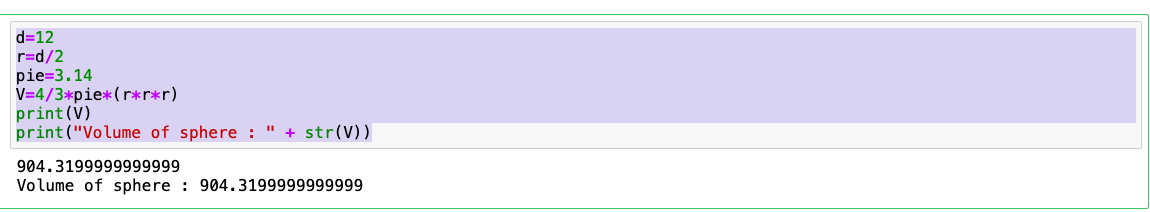 d=12
r=d/2
pie=3.14
V=4/3*pie*(r*r*r)
print(V)
print("Volume of sphere : " + str(V))
904.3199999999999
Volume of sphere : 904.3199999999999